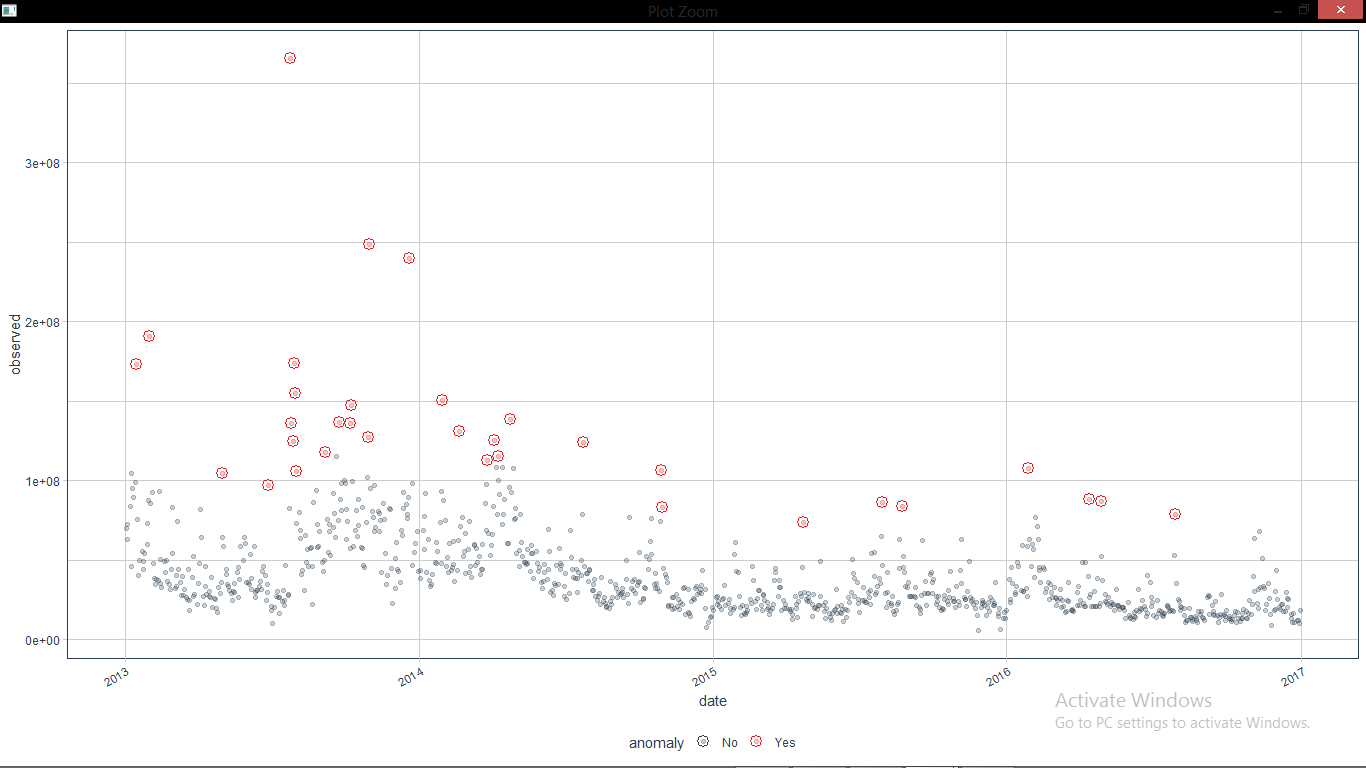 Plot Zoom
3e+08
2e+08
1e+08
0e+00
observed
2013
2014
2015
2016
2017
date
Activate Windows
Go to PC settings to activate Windows.
anomaly No Yes